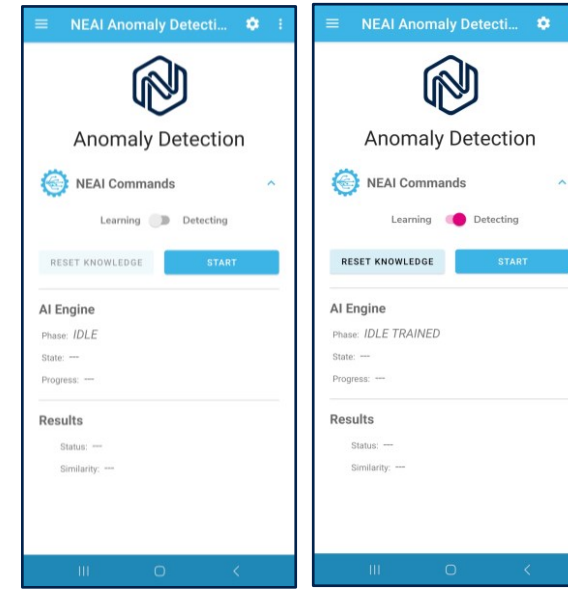 NEAI Anomaly Detecti...
Anomaly Detection
NEAI Commands
Learning Detecting
RESET KNOWLEDGE START
AI Engine
Phase: IDLE
State: ---
Progress: ---
Results
Status: ---
Similarity: ---
NEAI Anomaly Detecti...
Anomaly Detection
NEAI Commands
Learning Detecting
RESET KNOWLEDGE START
AI Engine
Phase: IDLE TRAINED
State: ---
Progress: ---
Results
Status: ---
Similarity: ---